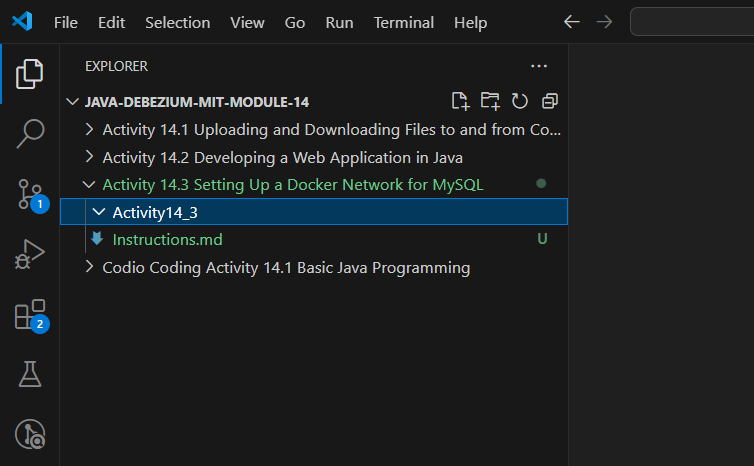 File Edit Selection View Go Run Terminal Help
EXPLORER
JAVA-DEBEZIUM-MIT-MODULE-14
Activity 14.1 Uploading and Downloading Files to and from Co...
Activity 14.2 Developing a Web Application in Java
Activity 14.3 Setting Up a Docker Network for MySQL
Activity14_3
1
Instructions.md U
Codio Coding Activity 14.1 Basic Java Programming
2